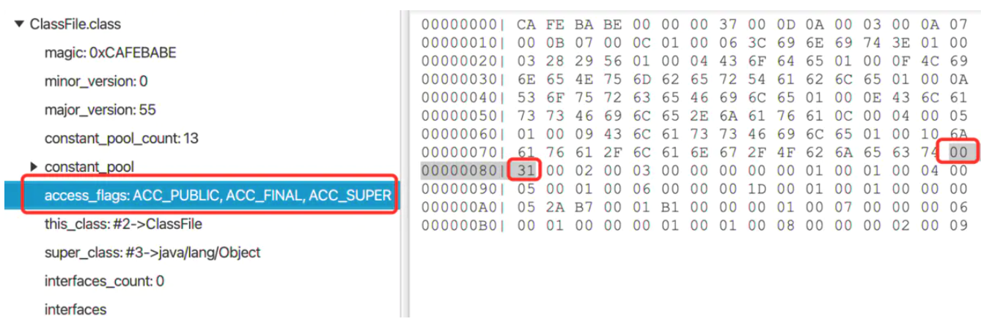 ▼ ClassFile.class
magic: 0xCAFEBABE
minor_version: 0
major_version: 55
constant_pool_count: 13
▶ constant_pool
access_flags: ACC_PUBLIC, ACC_FINAL, ACC_SUPER
this_class: #2->ClassFile
super_class: #3->java/lang/Object
interfaces_count: 0
interfaces
00000000| CA FE BA BE 00 00 00 37 00 0D 0A 00 03 00 0A 07
00000010| 00 0B 07 00 0C 01 00 06 3C 69 6E 69 74 3E 01 00
00000020| 03 28 29 56 01 00 04 43 6F 64 65 01 00 0F 4C 69
00000030| 6E 65 4E 75 6D 62 65 72 54 61 62 6C 65 01 00 0A
00000040| 53 6F 75 72 63 65 46 69 6C 65 01 00 0E 43 6C 61
00000050| 73 73 46 69 6C 65 2E 6A 61 76 61 0C 00 04 00 05
00000060| 01 00 09 43 6C 61 73 73 46 69 6C 65 01 00 10 6A
00000070| 61 76 61 2F 6C 61 6E 67 2F 4F 62 6A 65 63 74 00
00000080| 31 00 02 00 03 00 00 00 00 00 01 00 01 00 04 00
00000090| 05 00 01 00 06 00 00 00 1D 00 01 00 01 00 00 00
000000A0| 05 2A B7 00 01 B1 00 00 00 01 00 07 00 00 00 06
000000B0| 00 01 00 00 00 01 00 01 00 08 00 00 00 02 00 09